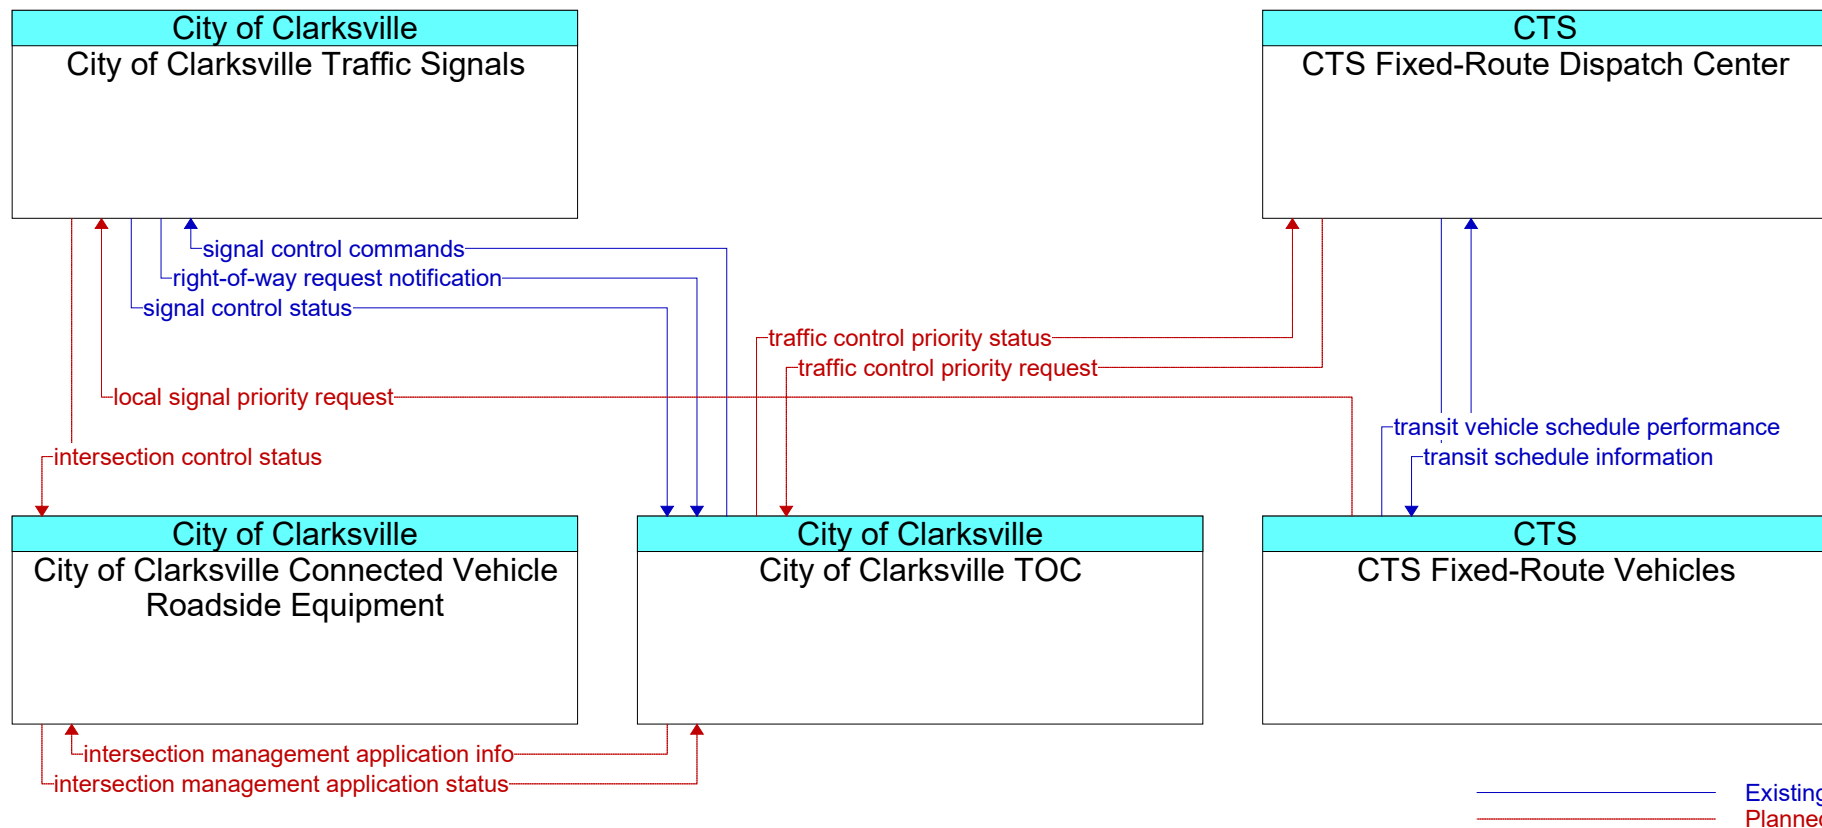 City of Clarksville
City of Clarksville Traffic Signals
CTS
CTS Fixed-Route Dispatch Center
signal control commands
right-of-way request notification
signal control status
traffic control priority status
traffic control priority request
local signal priority request
transit vehicle schedule performance
intersection control status
transit schedule information
City of Clarksville
City of Clarksville Connected Vehicle
Roadside Equipment
City of Clarksville
City of Clarksville TOC
CTS
CTS Fixed-Route Vehicles
intersection management application info
intersection management application status
Existing
Planned